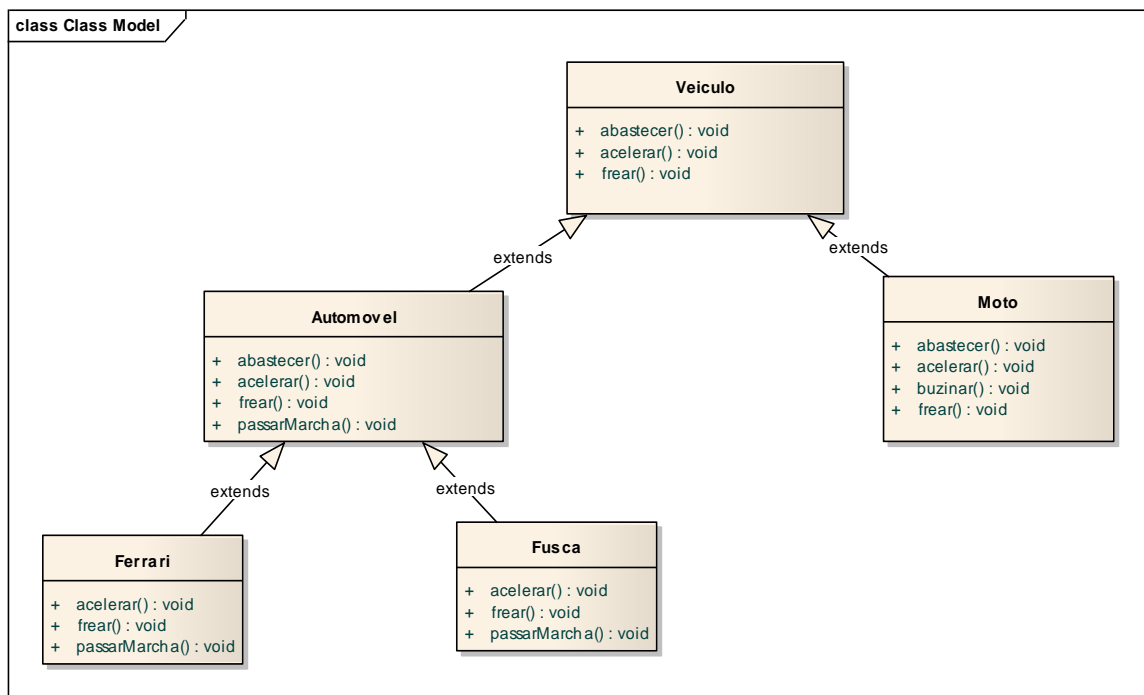 class Class Model
Veiculo
+ abastecer() : void
+ acelerar() : void
+ frear() : void
extends
extends
Automovel
+ abastecer() : void
+ acelerar() : void
+ frear() : void
+ passarMarcha() : void
Moto
+ abastecer() : void
+ acelerar() : void
+ buzinar() : void
+ frear() : void
extends
extends
Ferrari
+ acelerar() : void
+ frear() : void
+ passarMarcha() : void
Fusca
+ acelerar() : void
+ frear() : void
+ passarMarcha() : void